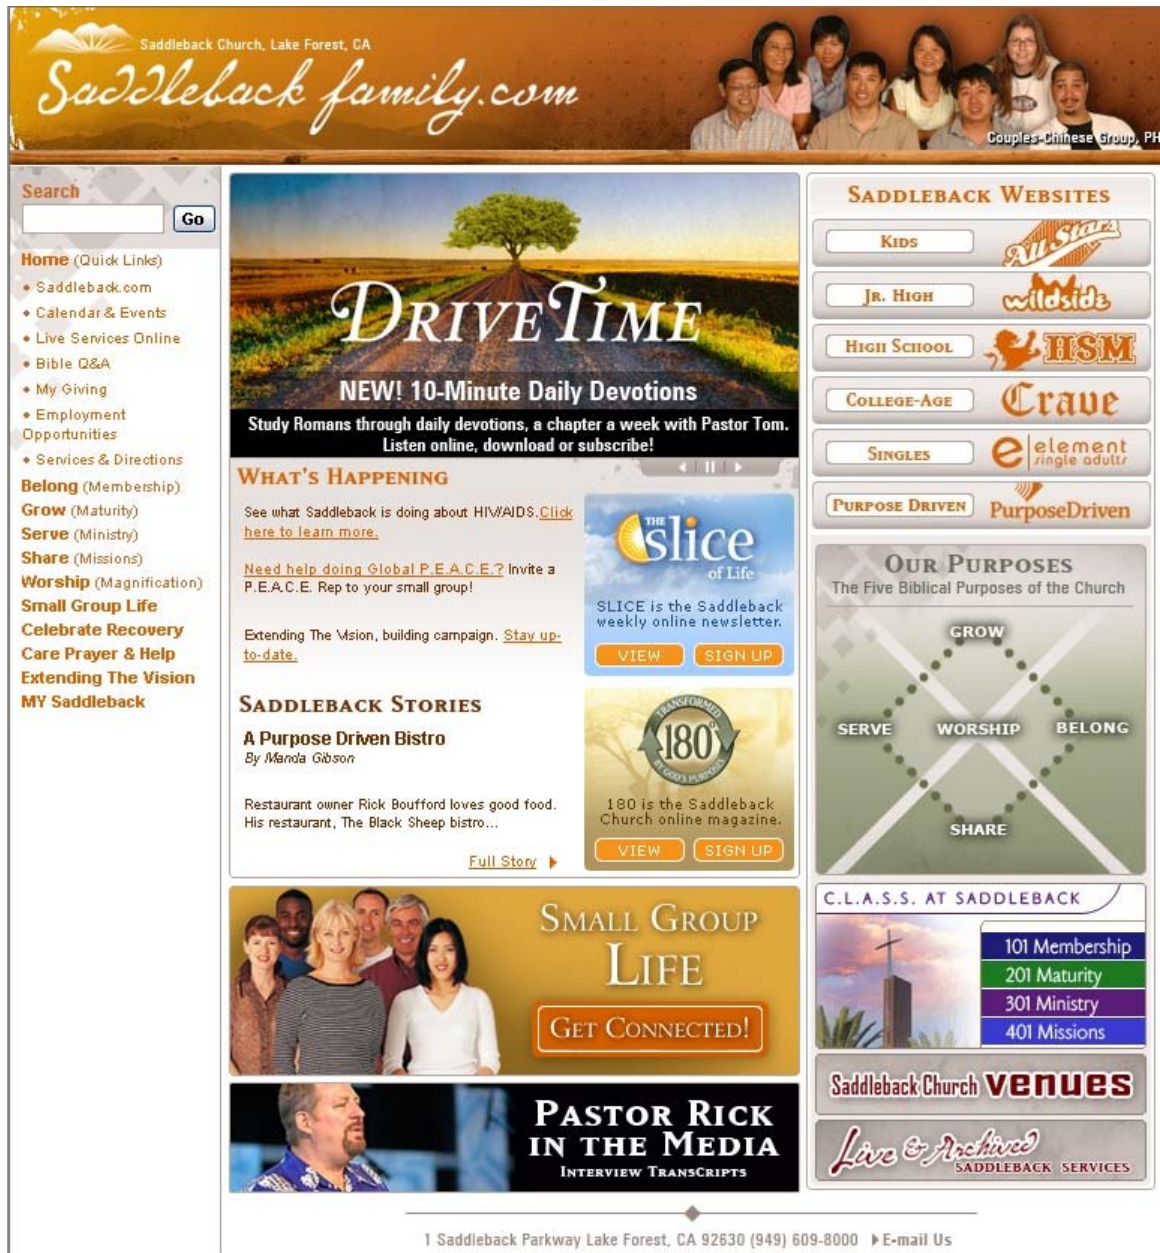 Saddleback Church, Lake Forest, CA
Saddleback family.com
Couples-Chinese Group, PH
Search
Go
Home (Quick Links)
Saddleback.com
Calendar & Events
Live Services Online
Bible Q&A
My Giving
Employment
Opportunities
Services & Directions
Belong (Membership)
Grow (Maturity)
Serve (Ministry)
Share (Missions)
Worship (Magnification)
Small Group Life
Celebrate Recovery
Care Prayer & Help
Extending The Vision
MY Saddleback
DRIVETIME
NEW! 10-Minute Daily Devotions
Study Romans through daily devotions, a chapter a week with Pastor Tom.
Listen online, download or subscribe!
WHAT'S HAPPENING
See what Saddleback is doing about HIV/AIDS.Click
here to learn more.
Need help doing Global P.E.A.C.E.? Invite a
P.E.A.C.E. Rep to your small group!
Extending The Vision, building campaign. Stay up-
to-date.
THE
slice
of Life
SLICE is the Saddleback
weekly online newsletter.
VIEW SIGN UP
SADDLEBACK STORIES
A Purpose Driven Bistro
By Manda Gibson
Restaurant owner Rick Boufford loves good food.
His restaurant, The Black Sheep bistro...
Full Story
TRANSFORMED
180°
BY GOD'S PURPOSES
180 is the Saddleback
Church online magazine.
VIEW SIGN UP
SMALL GROUP
LIFE
GET CONNECTED!
PASTOR RICK
IN THE MEDIA
INTERVIEW TRANSCRIPTS
SADDLEBACK WEBSITES
KIDS All Stars
JR. HIGH wildside
HIGH SCHOOL HSM
COLLEGE-AGE Crave
SINGLES e element
single adults
PURPOSE DRIVEN PurposeDriven
OUR PURPOSES
The Five Biblical Purposes of the Church
GROW
SERVE WORSHIP BELONG
SHARE
C.L.A.S.S. AT SADDLEBACK
101 Membership
201 Maturity
301 Ministry
401 Missions
Saddleback Church venues
Live & Archived
SADDLEBACK SERVICES
1 Saddleback Parkway Lake Forest, CA 92630 (949) 609-8000 E-mail Us